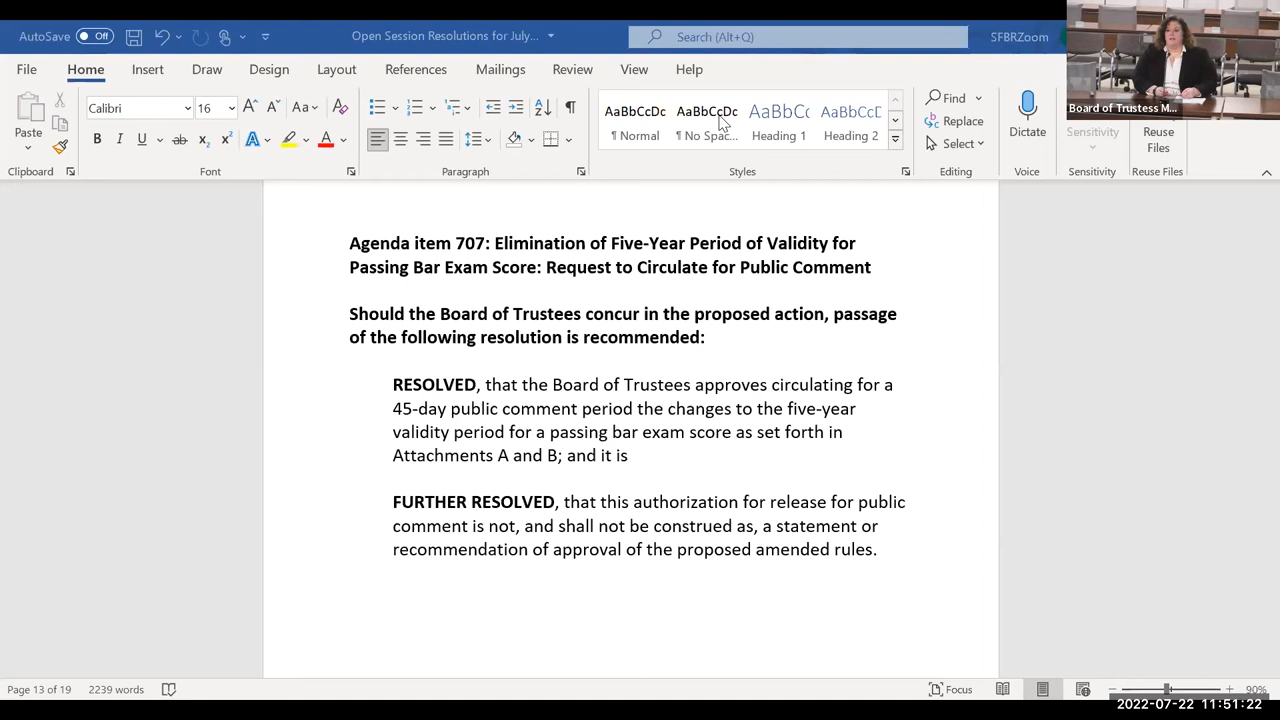 AutoSave Off
Open Session Resolutions for July...
Search (Alt+Q)
SFBRZoom
File Home Insert Draw Design Layout References Mailings Review View Help
Board of Trustess M...
Paste
Clipboard
Calibri 16
Aa
Font
Paragraph
AaBbCcDc AaBbCcDc AaBbCc AaBbCcD
¶ Normal ¶ No Spac... Heading 1 Heading 2
Styles
Find
Replace
Select
Editing
Dictate
Voice
Sensitivity
Sensitivity
Reuse
Files
Reuse Files
Agenda item 707: Elimination of Five-Year Period of Validity for
Passing Bar Exam Score: Request to Circulate for Public Comment
Should the Board of Trustees concur in the proposed action, passage
of the following resolution is recommended:
RESOLVED, that the Board of Trustees approves circulating for a
45-day public comment period the changes to the five-year
validity period for a passing bar exam score as set forth in
Attachments A and B; and it is
FURTHER RESOLVED, that this authorization for release for public
comment is not, and shall not be construed as, a statement or
recommendation of approval of the proposed amended rules.
Page 13 of 19 2239 words
Focus
90%
2022-07-22 11:51:22